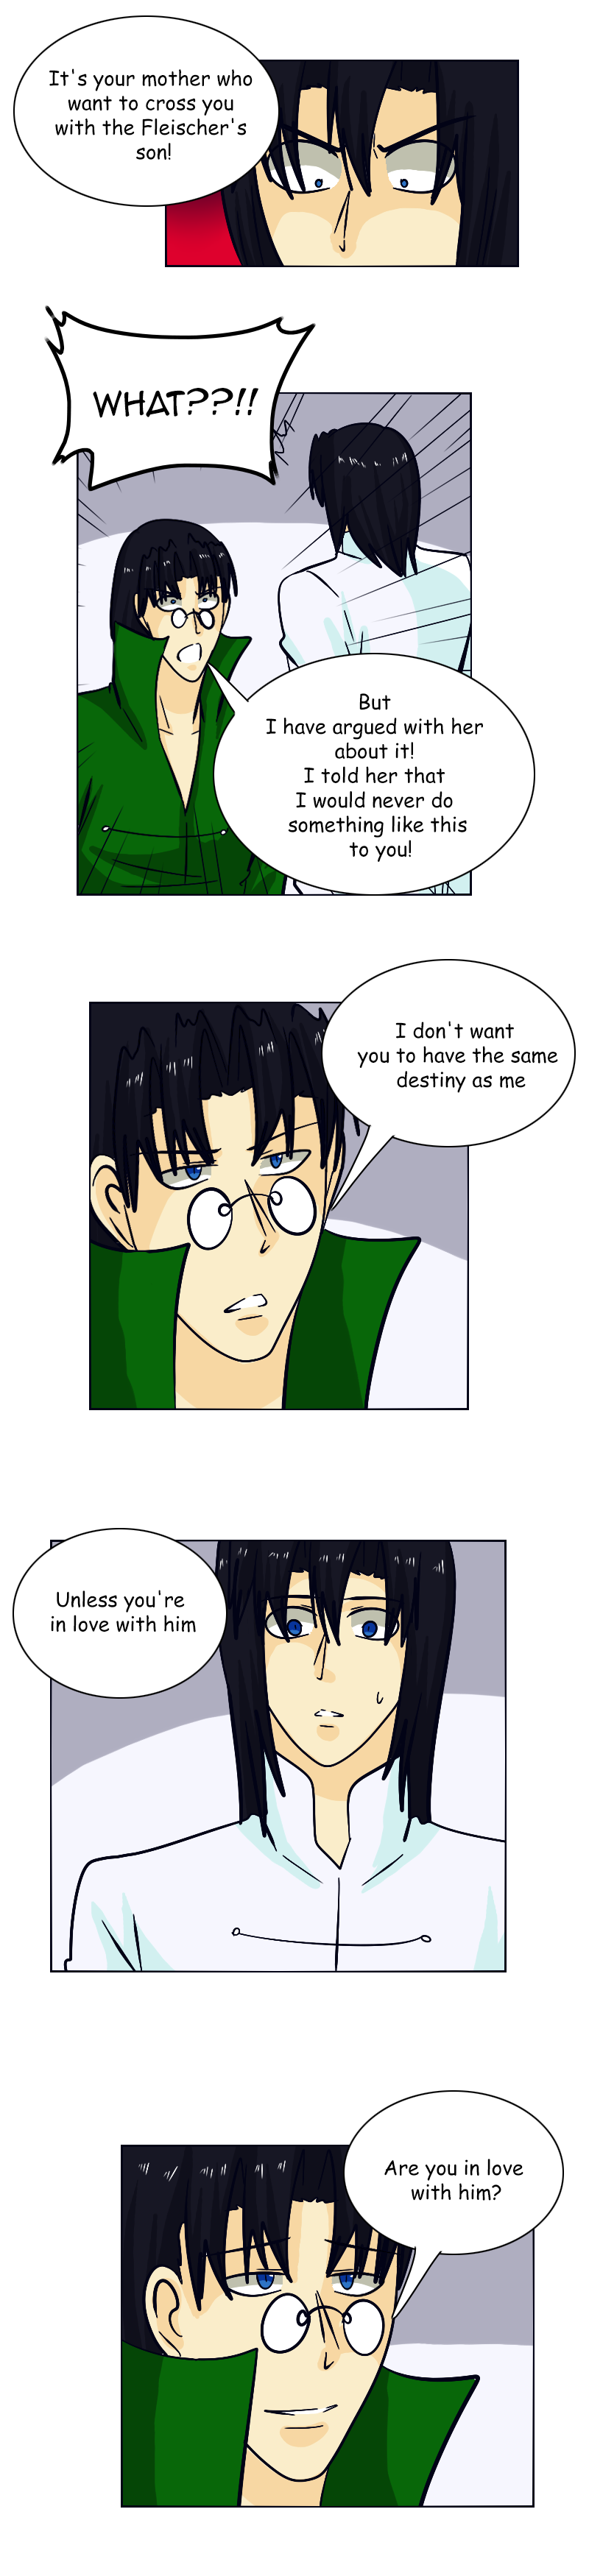 It's your mother who
want to cross you
with the Fleischer's
son!
WHAT??!!
But
I have argued with her
about it!
I told her that
I would never do
something like this
to you!
I don't want
you to have the same
destiny as me
Unless you're
in love with him
Are you in love
with him?